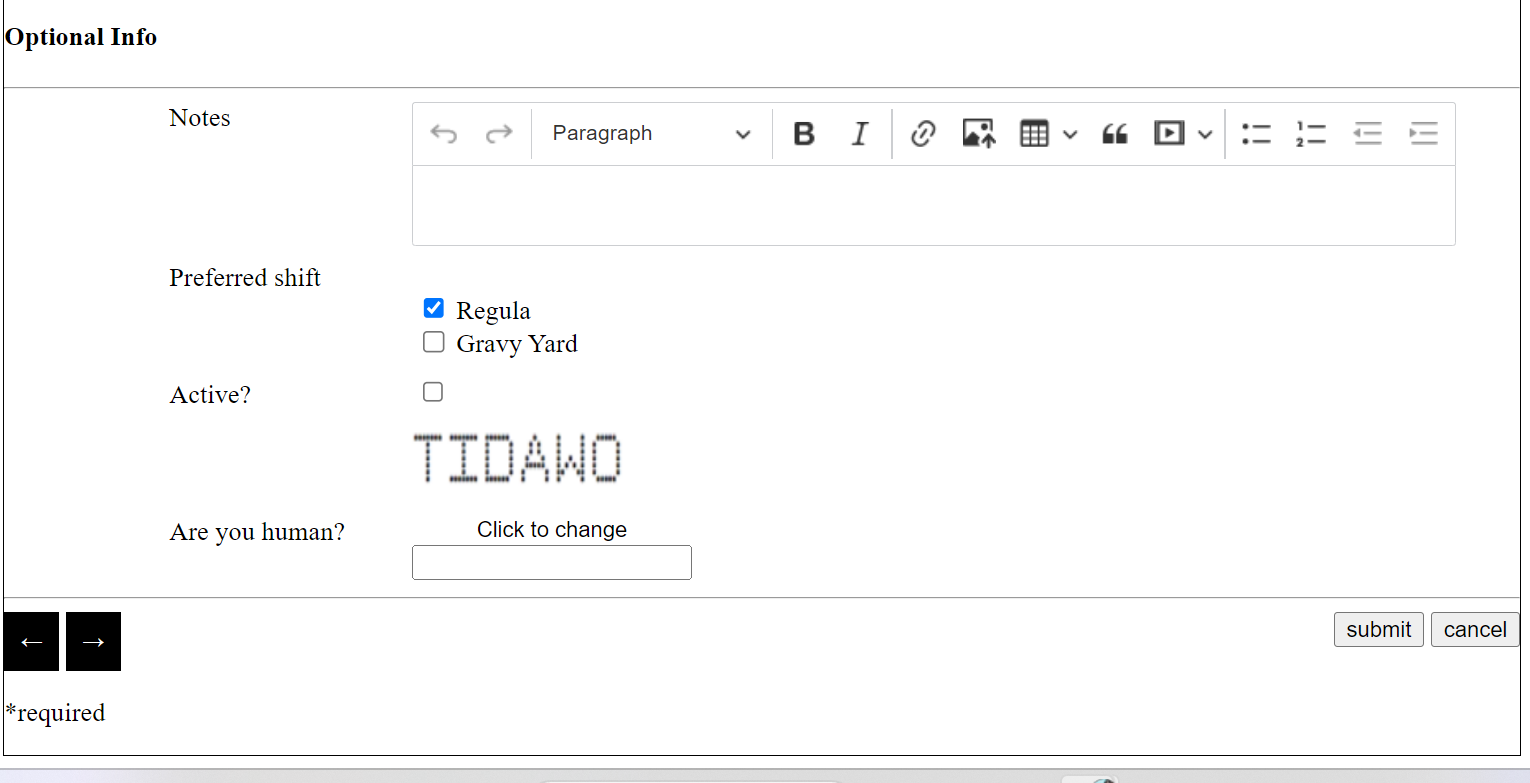 Optional Info
Notes
Paragraph
Preferred shift
Regula
Gravy Yard
Active?
TIDAWO
Are you human?
Click to change
← →
submit cancel
*required